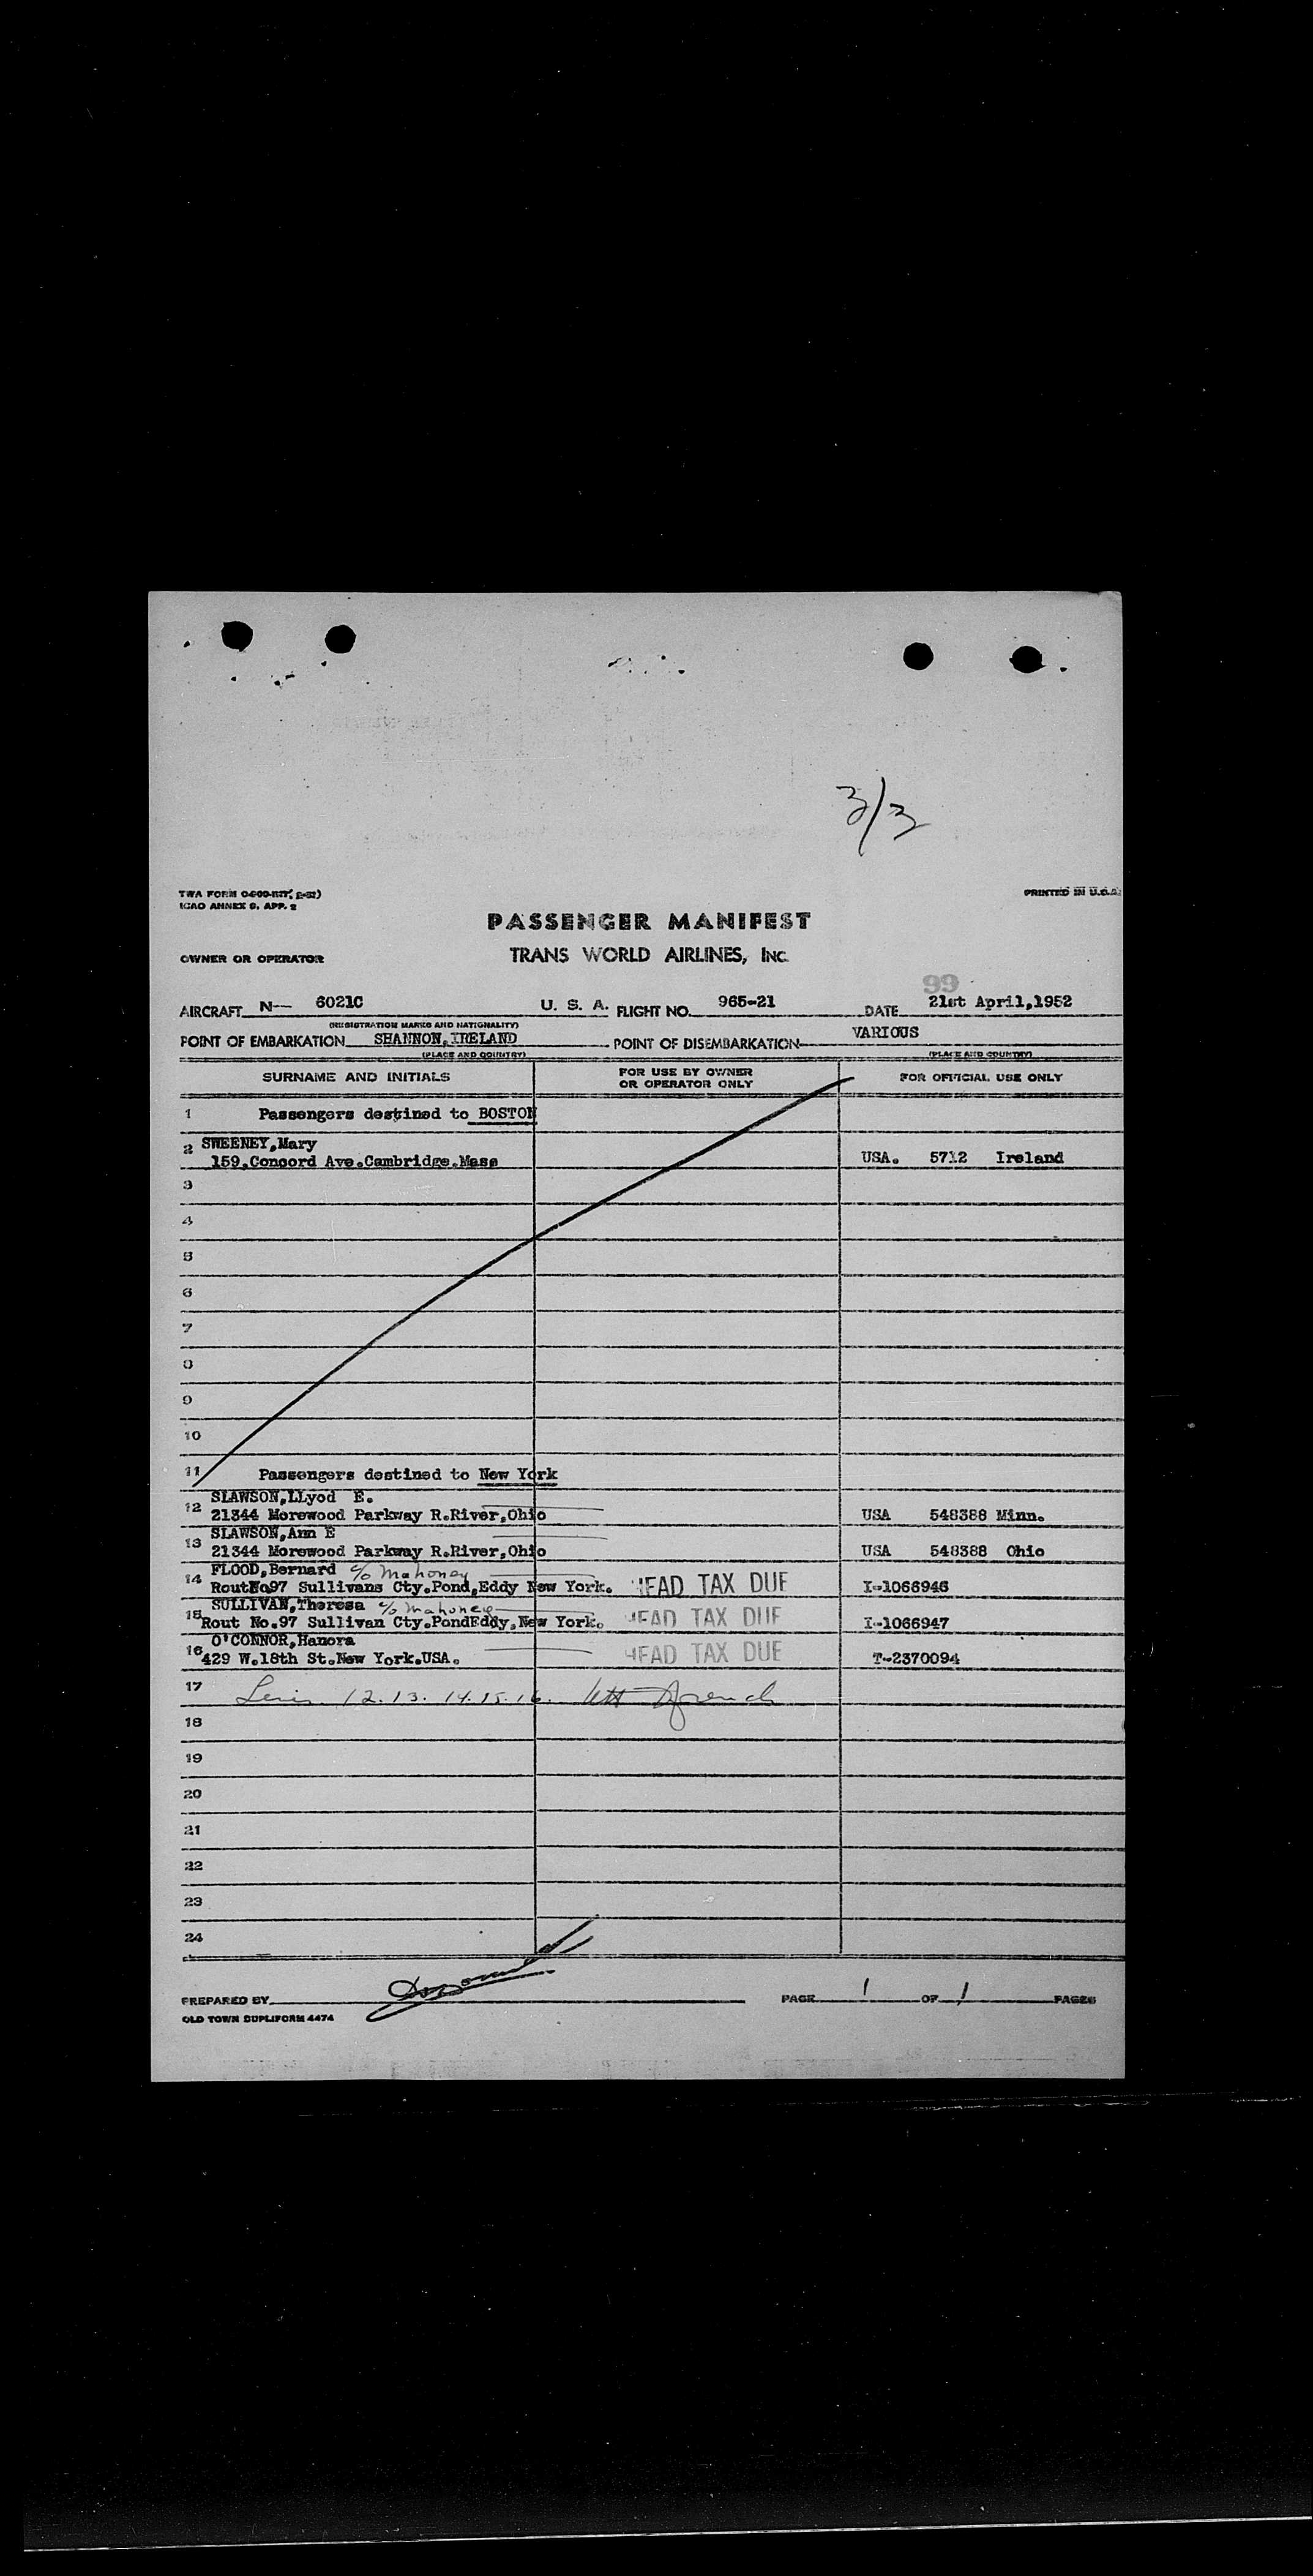 3/3
TWA FORM
ICAO ANNEX 9. APP. 2
PRINTED IN U.S.A.
PASSENGER MANIFEST
OWNER OR OPERATOR TRANS WORLD AIRLINES, INC.
99
AIRCRAFT N-- 6021C U. S. A. FLIGHT NO. 965-21 DATE 21st April,1952
(REGISTRATION MARKS AND NATIONALITY)
POINT OF EMBARKATION SHANNON, IRELAND POINT OF DISEMBARKATION VARIOUS
(PLACE AND COUNTRY) (PLACE AND COUNTRY)
SURNAME AND INITIALS FOR USE BY OWNER OR OPERATOR ONLY FOR OFFICIAL USE ONLY
1 Passengers destined to BOSTON
2 SWEENEY,Mary
159,Concord Ave.Cambridge.Mass USA. 5712 Ireland
3
4
5
6
7
8
9
10
11 Passengers destined to New York
12 SLAWSON,LLyod E.
21344 Morewood Parkway R.River,Ohio USA 548388 Minn.
13 SLAWSON,Ann E
21344 Morewood Parkway R.River,Ohio USA 548388 Ohio
14 FLOOD,Bernard c/o Mahoney
RoutNo97 Sullivans Cty.Pond,Eddy New York. HEAD TAX DUE I-1066946
15 SULLIVAN,Theresa c/o Mahoney
Rout No.97 Sullivan Cty.PondEddy,New York. HEAD TAX DUE I-1066947
16 O'CONNOR,Hanora
429 W.18th St.New York.USA. HEAD TAX DUE T-2370094
17 12. 13. 14. 15. 16.
18
19
20
21
22
23
24
PREPARED BY PAGE 1 OF 1 PAGES
OLD TOWN DUPLIFORM 4474